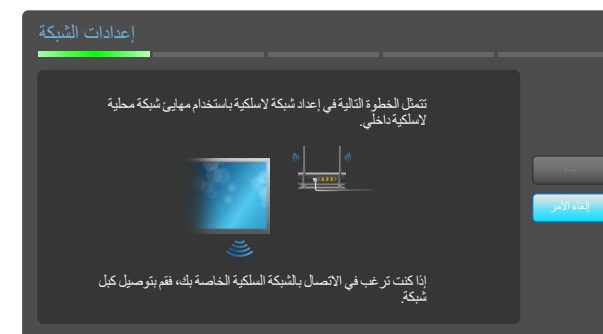 إعدادات الشبكة
تتمثل الخطوة التالية في إعداد شبكة لاسلكية باستخدام مهايئ شبكة محلية
لاسلكية داخلي.
إلغاء الأمر
إذا كنت ترغب في الاتصال بالشبكة السلكية الخاصة بك، فقم بتوصيل كبل
شبكة.